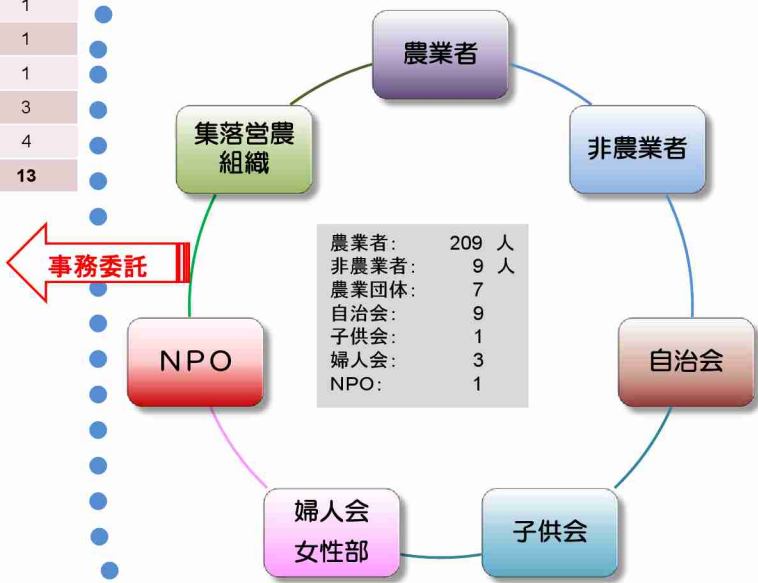 1
1
1
3
4
13
農業者
集落営農
組織
非農業者
事務委託
農業者: 209 人
非農業者: 9 人
農業団体: 7
自治会: 9
子供会: 1
婦人会: 3
NPO: 1
NPO
自治会
婦人会
女性部
子供会